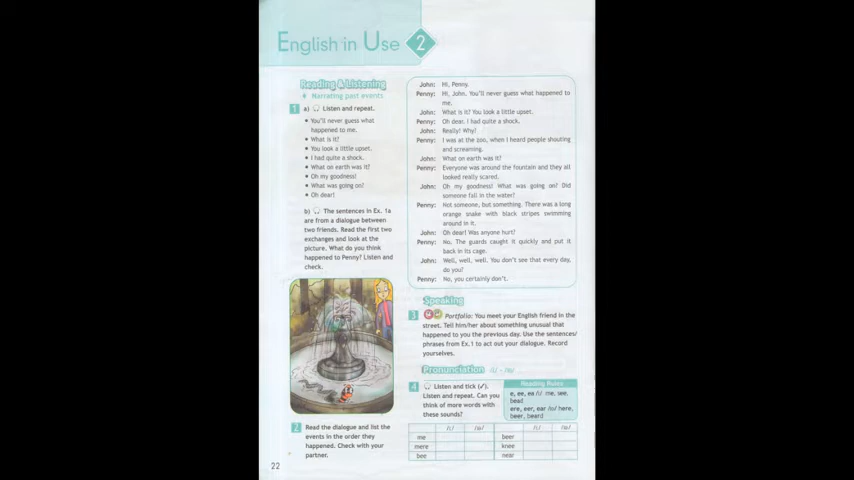 English in Use 2
Reading & Listening
Narrating past events
1 a) Listen and repeat.
• You'll never guess what
happened to me.
• What is it?
• You look a little upset.
• I had quite a shock.
• What on earth was it?
• Oh my goodness!
• What was going on?
• Oh dear!
b) The sentences in Ex. 1a
are from a dialogue between
two friends. Read the first two
exchanges and look at the
picture. What do you think
happened to Penny? Listen and
check.
2 Read the dialogue and list the
events in the order they
happened. Check with your
partner.
22
John: Hi, Penny.
Penny: Hi, John. You'll never guess what happened to
me.
John: What is it? You look a little upset.
Penny: Oh dear. I had quite a shock.
John: Really! Why?
Penny: I was at the zoo, when I heard people shouting
and screaming.
John: What on earth was it?
Penny: Everyone was around the fountain and they all
looked really scared.
John: Oh my goodness! What was going on? Did
someone fall in the water?
Penny: Not someone, but something. There was a long
orange snake with black stripes swimming
around in it.
John: Oh dear! Was anyone hurt?
Penny: No. The guards caught it quickly and put it
back in its cage.
John: Well, well, well. You don't see that every day,
do you?
Penny: No, you certainly don't.
Speaking
3 Portfolio: You meet your English friend in the
street. Tell him/her about something unusual that
happened to you the previous day. Use the sentences/
phrases from Ex.1 to act out your dialogue. Record
yourselves.
Pronunciation /iː/ - /ɪə/
4 Listen and tick (✓).
Listen and repeat. Can you
think of more words with
these sounds?
Reading Rules
e, ee, ea /iː/ me, see,
bead
ere, eer, ear /ɪə/ here,
beer, beard
/iː/ /ɪə/ /iː/ /ɪə/
me beer
mere knee
bee near